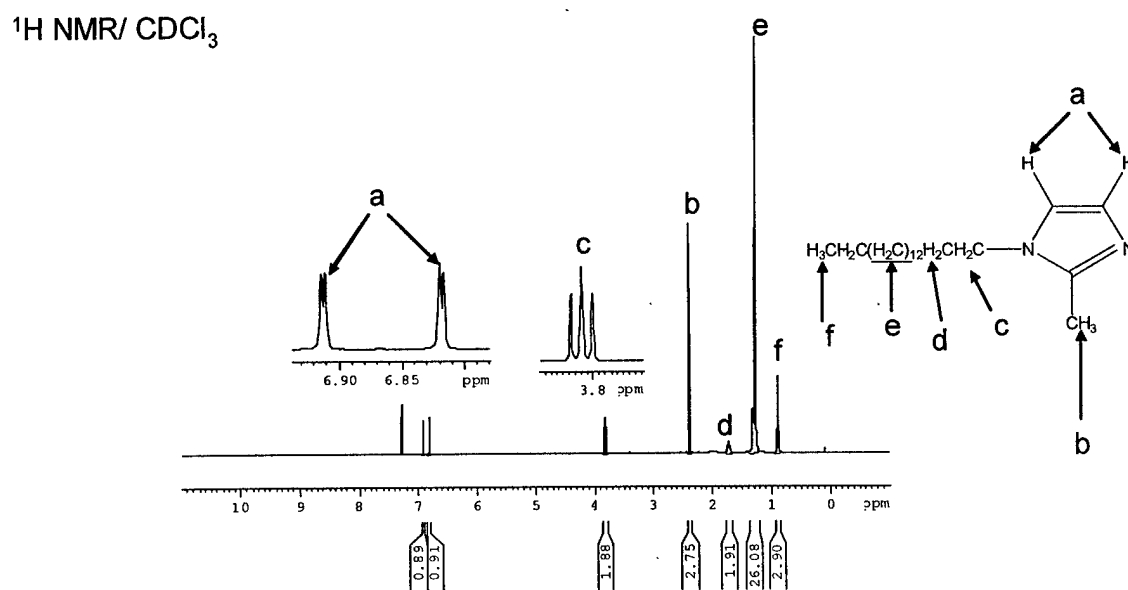 ¹H NMR/ CDCl₃
e
a
H
H
a
b
c
H₃CH₂C(H₂C)₁₂H₂CH₂C
N
N
CH₃
f
e
d
c
b
6.90 6.85 ppm
3.8 ppm
d
f
10 9 8 7 6 5 4 3 2 1 0 ppm
0.89
0.91
1.88
2.75
1.91
26.08
2.90